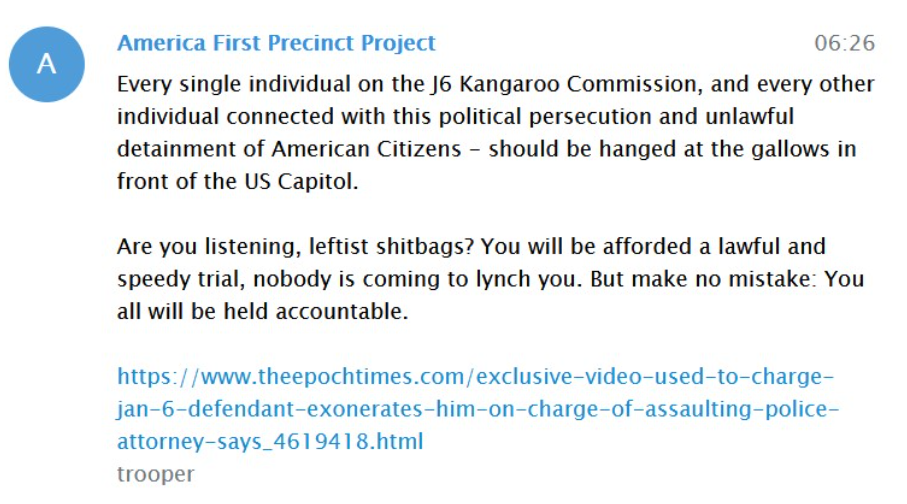 A
America First Precinct Project
06:26
Every single individual on the J6 Kangaroo Commission, and every other
individual connected with this political persecution and unlawful
detainment of American Citizens – should be hanged at the gallows in
front of the US Capitol.
Are you listening, leftist shitbags? You will be afforded a lawful and
speedy trial, nobody is coming to lynch you. But make no mistake: You
all will be held accountable.
https://www.theepochtimes.com/exclusive-video-used-to-charge-
jan-6-defendant-exonerates-him-on-charge-of-assaulting-police-
attorney-says_4619418.html
trooper